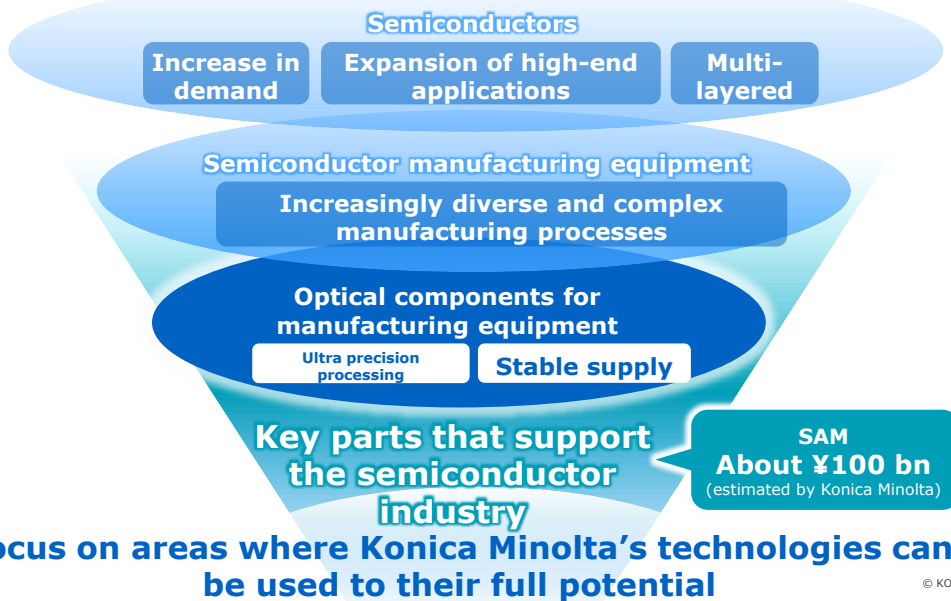 Semiconductors
Increase in
demand
Expansion of high-end
applications
Multi-
layered
Semiconductor manufacturing equipment
Increasingly diverse and complex
manufacturing processes
Optical components for
manufacturing equipment
Ultra precision
processing
Stable supply
Key parts that support
the semiconductor
industry
SAM
About ¥100 bn
(estimated by Konica Minolta)
ocus on areas where Konica Minolta’s technologies can
be used to their full potential
© KO